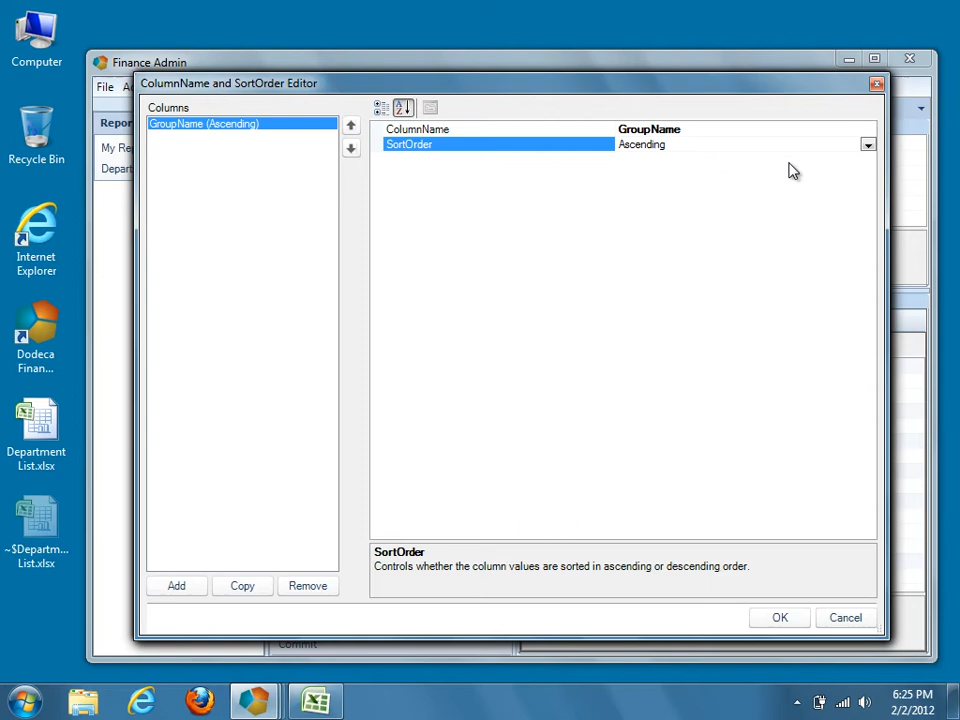 Computer
Recycle Bin
Internet
Explorer
Dodeca
Finan...
Department
List.xlsx
~$Departm...
List.xlsx
Finance Admin
File
Repor
My Re
Depart
ColumnName and SortOrder Editor
Columns
GroupName (Ascending)
ColumnName
GroupName
SortOrder
Ascending
SortOrder
Controls whether the column values are sorted in ascending or descending order.
Add
Copy
Remove
OK
Cancel
Commit
6:25 PM
2/2/2012